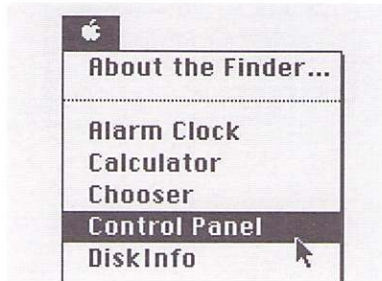 About the Finder...
Alarm Clock
Calculator
Chooser
Control Panel
DiskInfo